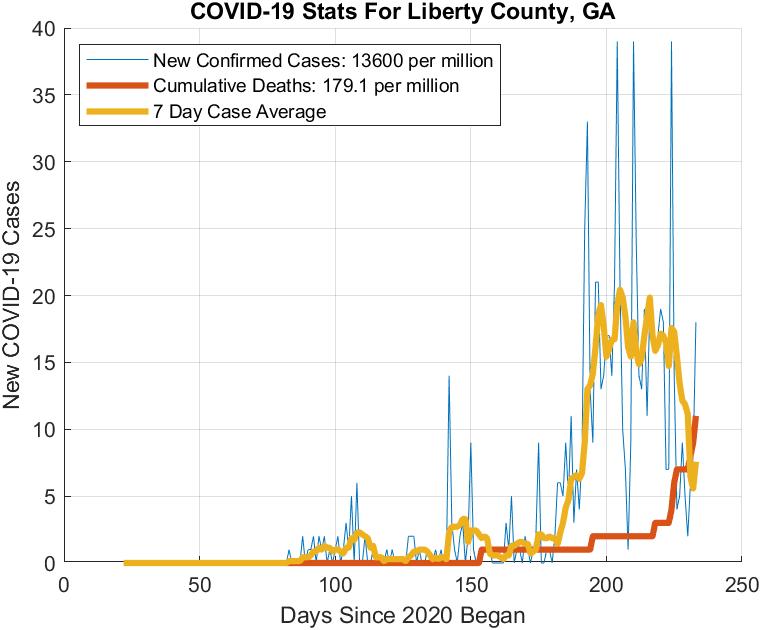 COVID-19 Stats For Liberty County, GA
New Confirmed Cases: 13600 per million
Cumulative Deaths: 179.1 per million
7 Day Case Average
New COVID-19 Cases
40
35
30
25
20
15
10
5
0
0 50 100 150 200 250
Days Since 2020 Began